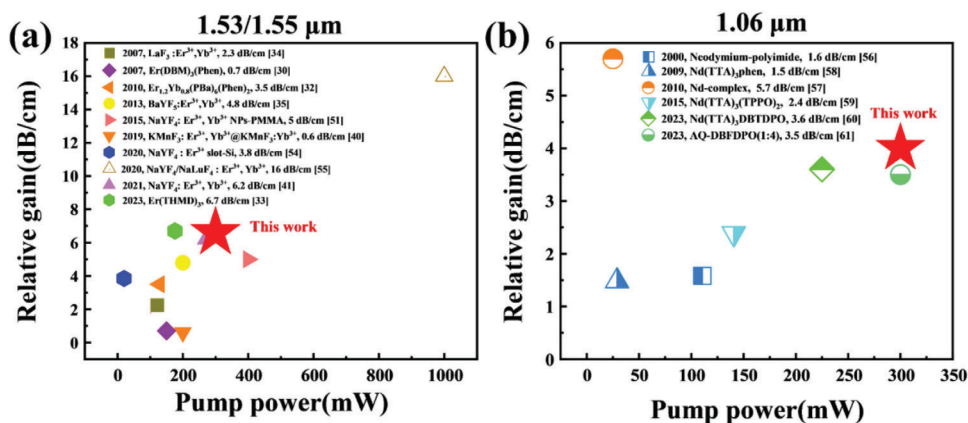 (a)
1.53/1.55 μm
Relative gain(dB/cm)
18
16
14
12
10
8
6
4
2
0
2007, LaF₃ :Er³⁺,Yb³⁺, 2.3 dB/cm [34]
2007, Er(DBM)₃(Phen), 0.7 dB/cm [30]
2010, Er₁.₂Yb₀.₈(PBa)₆(Phen)₂, 3.5 dB/cm [32]
2013, BaYF₅:Er³⁺,Yb³⁺, 4.8 dB/cm [35]
2015, NaYF₄: Er³⁺, Yb³⁺ NPs-PMMA, 5 dB/cm [51]
2019, KMnF₃: Er³⁺, Yb³⁺@KMnF₃:Yb³⁺, 0.6 dB/cm [40]
2020, NaYF₄ : Er³⁺ slot-Si, 3.8 dB/cm [54]
2020, NaYF₄/NaLuF₄ : Er³⁺, Yb³⁺, 16 dB/cm [55]
2021, NaYF₄: Er³⁺, Yb³⁺, 6.2 dB/cm [41]
2023, Er(THMD)₃, 6.7 dB/cm [33]
This work
0
200
400
600
800
1000
Pump power(mW)
(b)
1.06 μm
Relative gain(dB/cm)
6
5
4
3
2
1
0
2000, Neodymium-polyimide, 1.6 dB/cm [56]
2009, Nd(TTA)₃phen, 1.5 dB/cm [58]
2010, Nd-complex, 5.7 dB/cm [57]
2015, Nd(TTA)₃(TPPO)₂, 2.4 dB/cm [59]
2023, Nd(TTA)₃DBTDPO, 3.6 dB/cm [60]
2023, AQ-DBFDPO(1:4), 3.5 dB/cm [61]
This work
0
50
100
150
200
250
300
350
Pump power(mW)